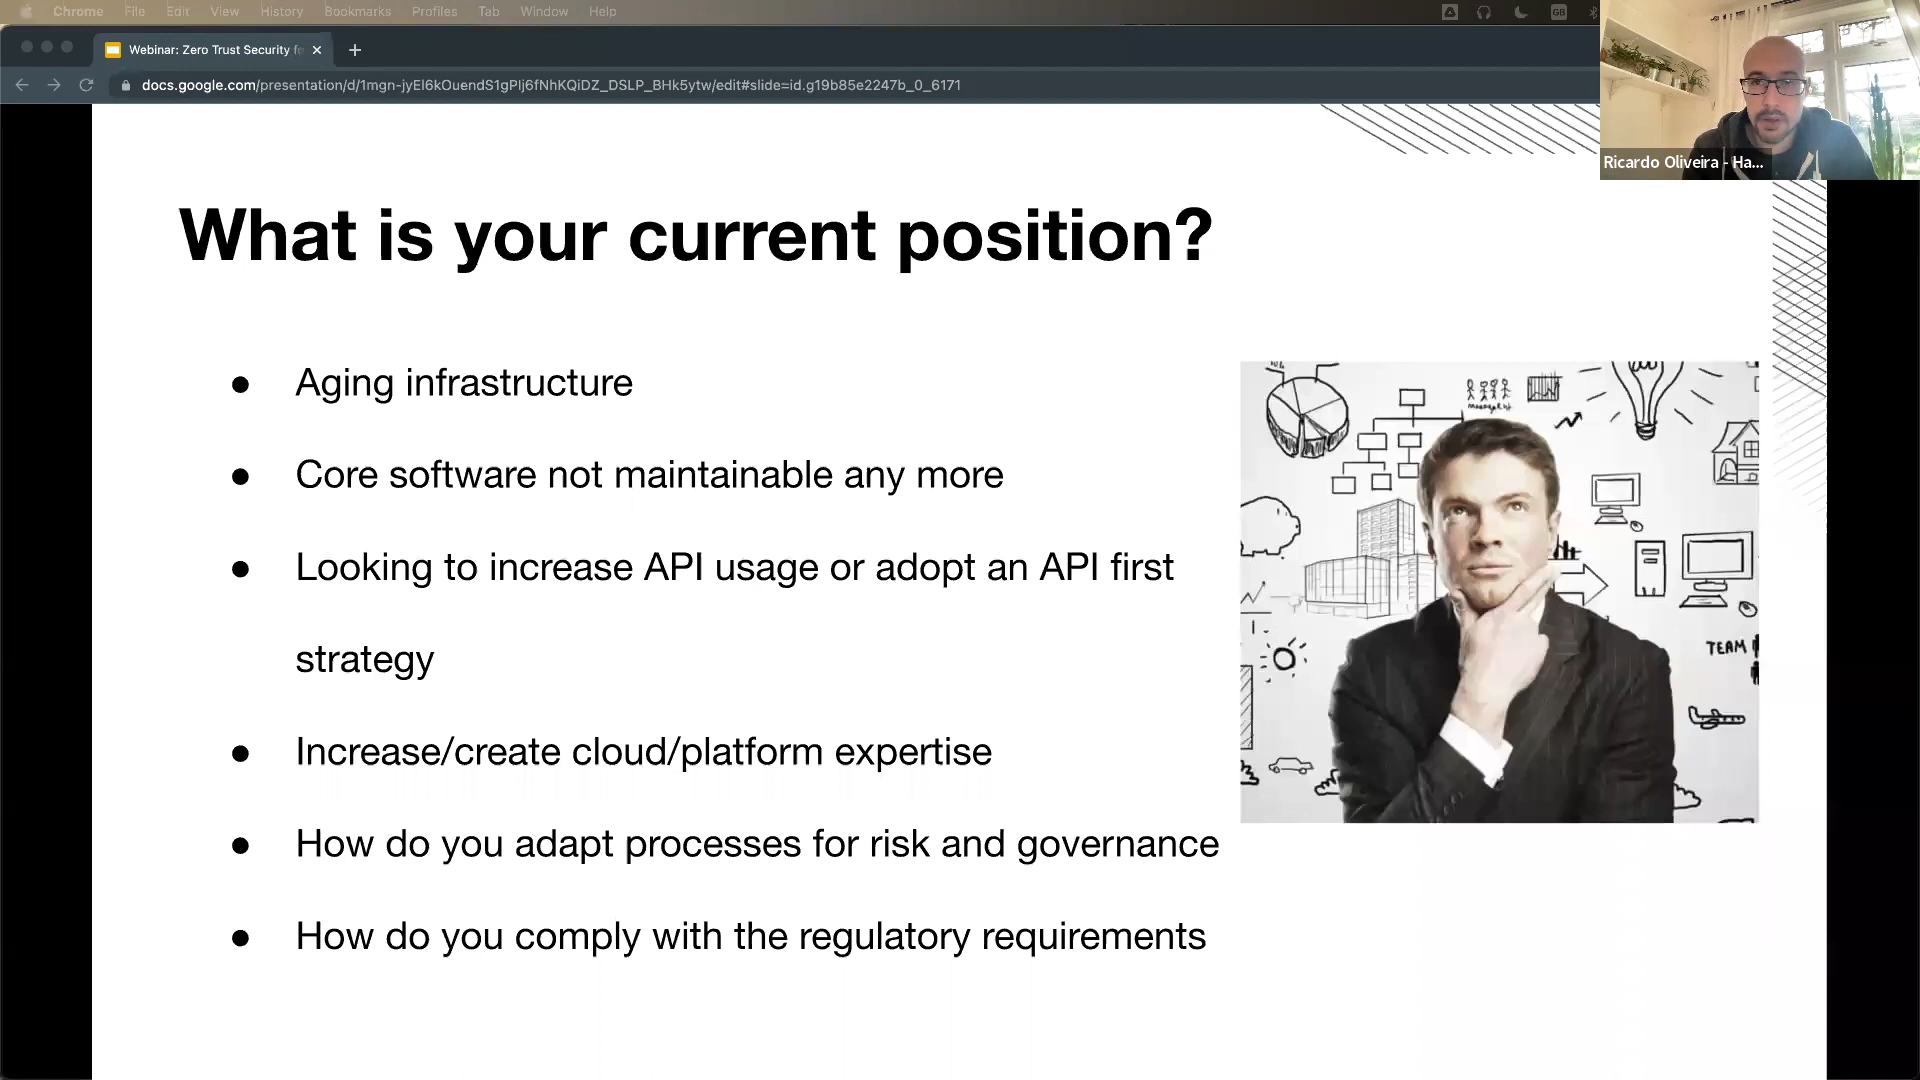 Chrome File Edit View History Bookmarks Profiles Tab Window Help
GB
Webinar: Zero Trust Security fo
docs.google.com/presentation/d/1mgn-jyEl6kOuendS1gPlj6fNhKQiDZ_DSLP_BHk5ytw/edit#slide=id.g19b85e2247b_0_6171
Ricardo Oliveira - Ha...
What is your current position?
● Aging infrastructure
● Core software not maintainable any more
● Looking to increase API usage or adopt an API first
strategy
● Increase/create cloud/platform expertise
● How do you adapt processes for risk and governance
● How do you comply with the regulatory requirements
TEAM